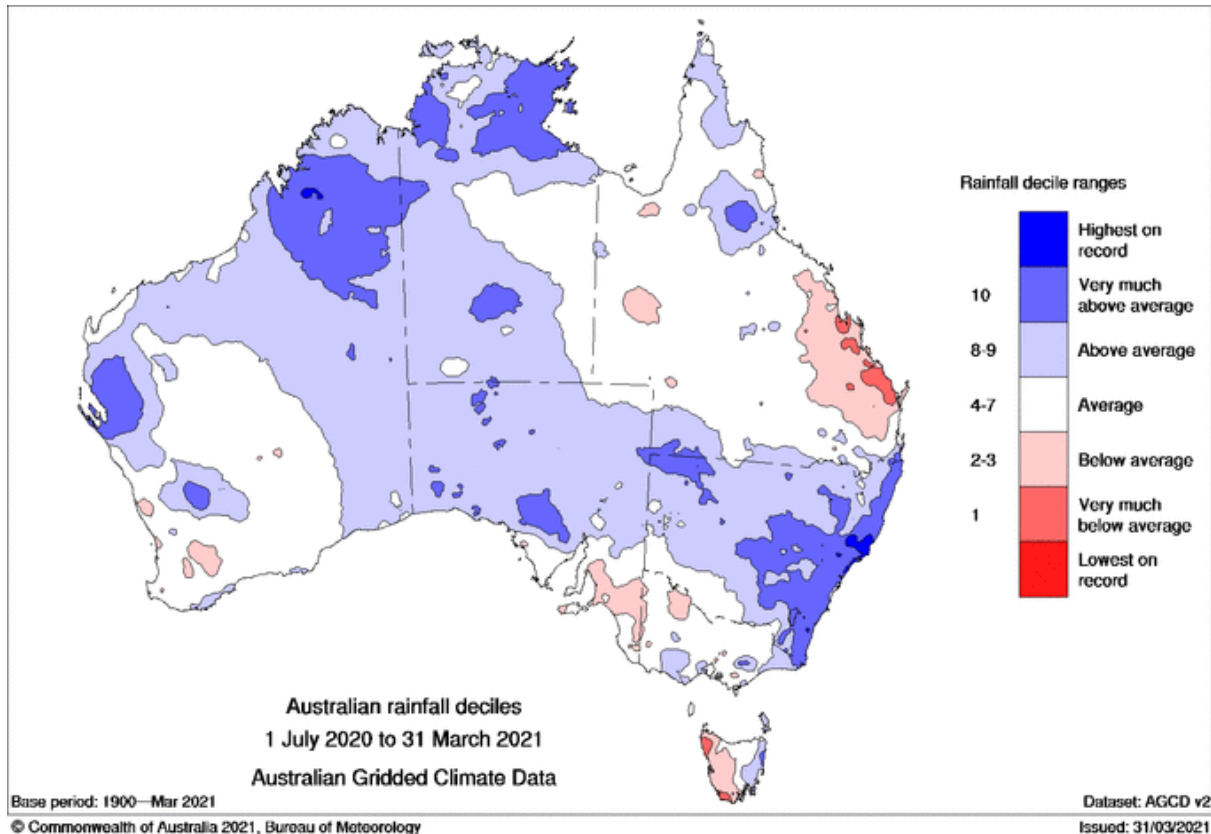 Rainfall decile ranges
Highest on
record
10
Very much
above average
8-9
Above average
4-7
Average
2-3
Below average
1
Very much
below average
Lowest on
record
Australian rainfall deciles
1 July 2020 to 31 March 2021
Australian Gridded Climate Data
Base period: 1900—Mar 2021
Dataset: AGCD v2
© Commonwealth of Australia 2021, Bureau of Meteorology
Issued: 31/03/2021